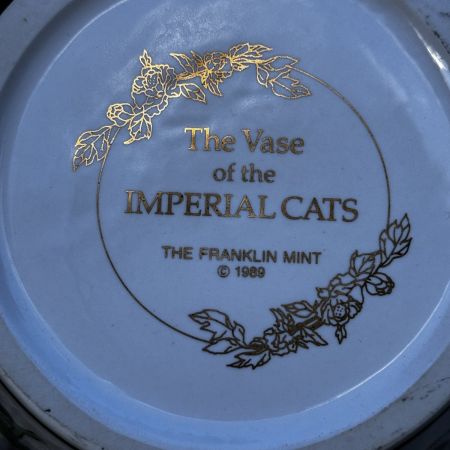 The Vase
of the
IMPERIAL CATS
THE FRANKLIN MINT
© 1989